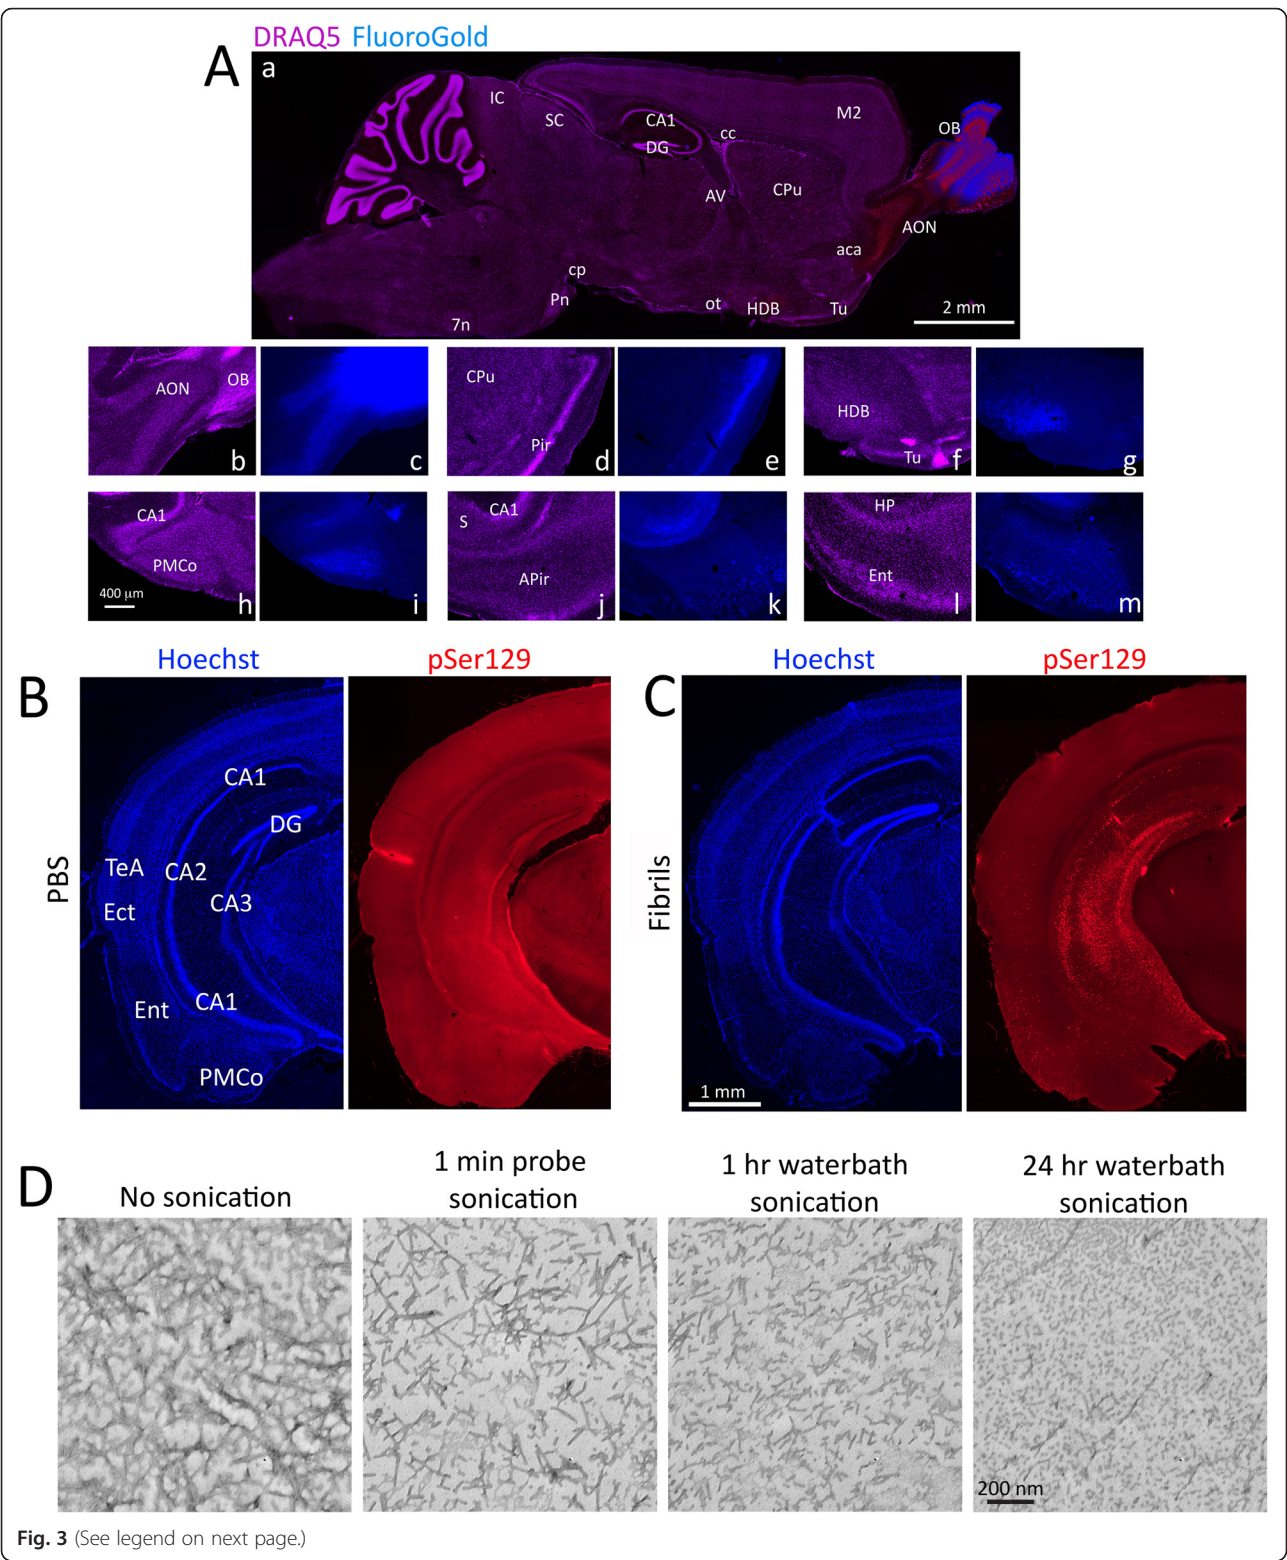 DRAQ5 FluoroGold
A
a
IC
SC
CA1
DG
cc
AV
CPu
M2
OB
AON
aca
cp
Pn
7n
ot
HDB
Tu
2 mm
AON
OB
b
c
CPu
Pir
d
e
HDB
Tu
f
g
CA1
PMCo
400 µm
h
i
S
CA1
APir
j
k
HP
Ent
l
m
B
Hoechst
pSer129
PBS
CA1
DG
TeA
CA2
Ect
CA3
Ent
CA1
PMCo
C
Hoechst
pSer129
Fibrils
1 mm
D
No sonication
1 min probe
sonication
1 hr waterbath
sonication
24 hr waterbath
sonication
200 nm
Fig. 3 (See legend on next page.)